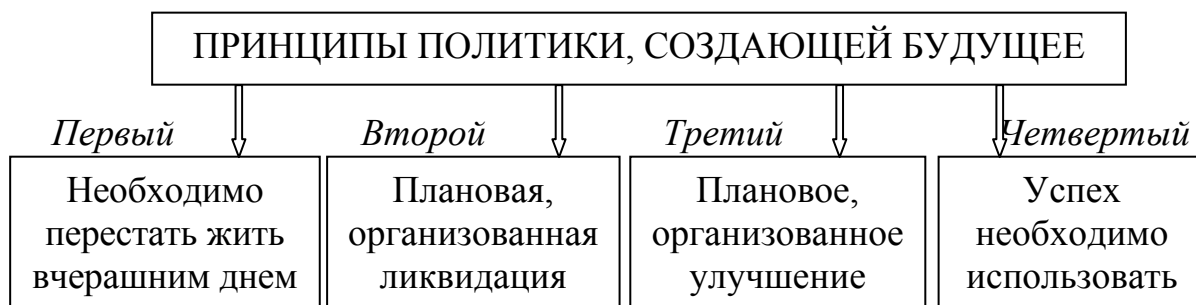 ПРИНЦИПЫ ПОЛИТИКИ, СОЗДАЮЩЕЙ БУДУЩЕЕ
Первый
Необходимо
перестать жить
вчерашним днем
Второй
Плановая,
организованная
ликвидация
Третий
Плановое,
организованное
улучшение
Четвертый
Успех
необходимо
использовать